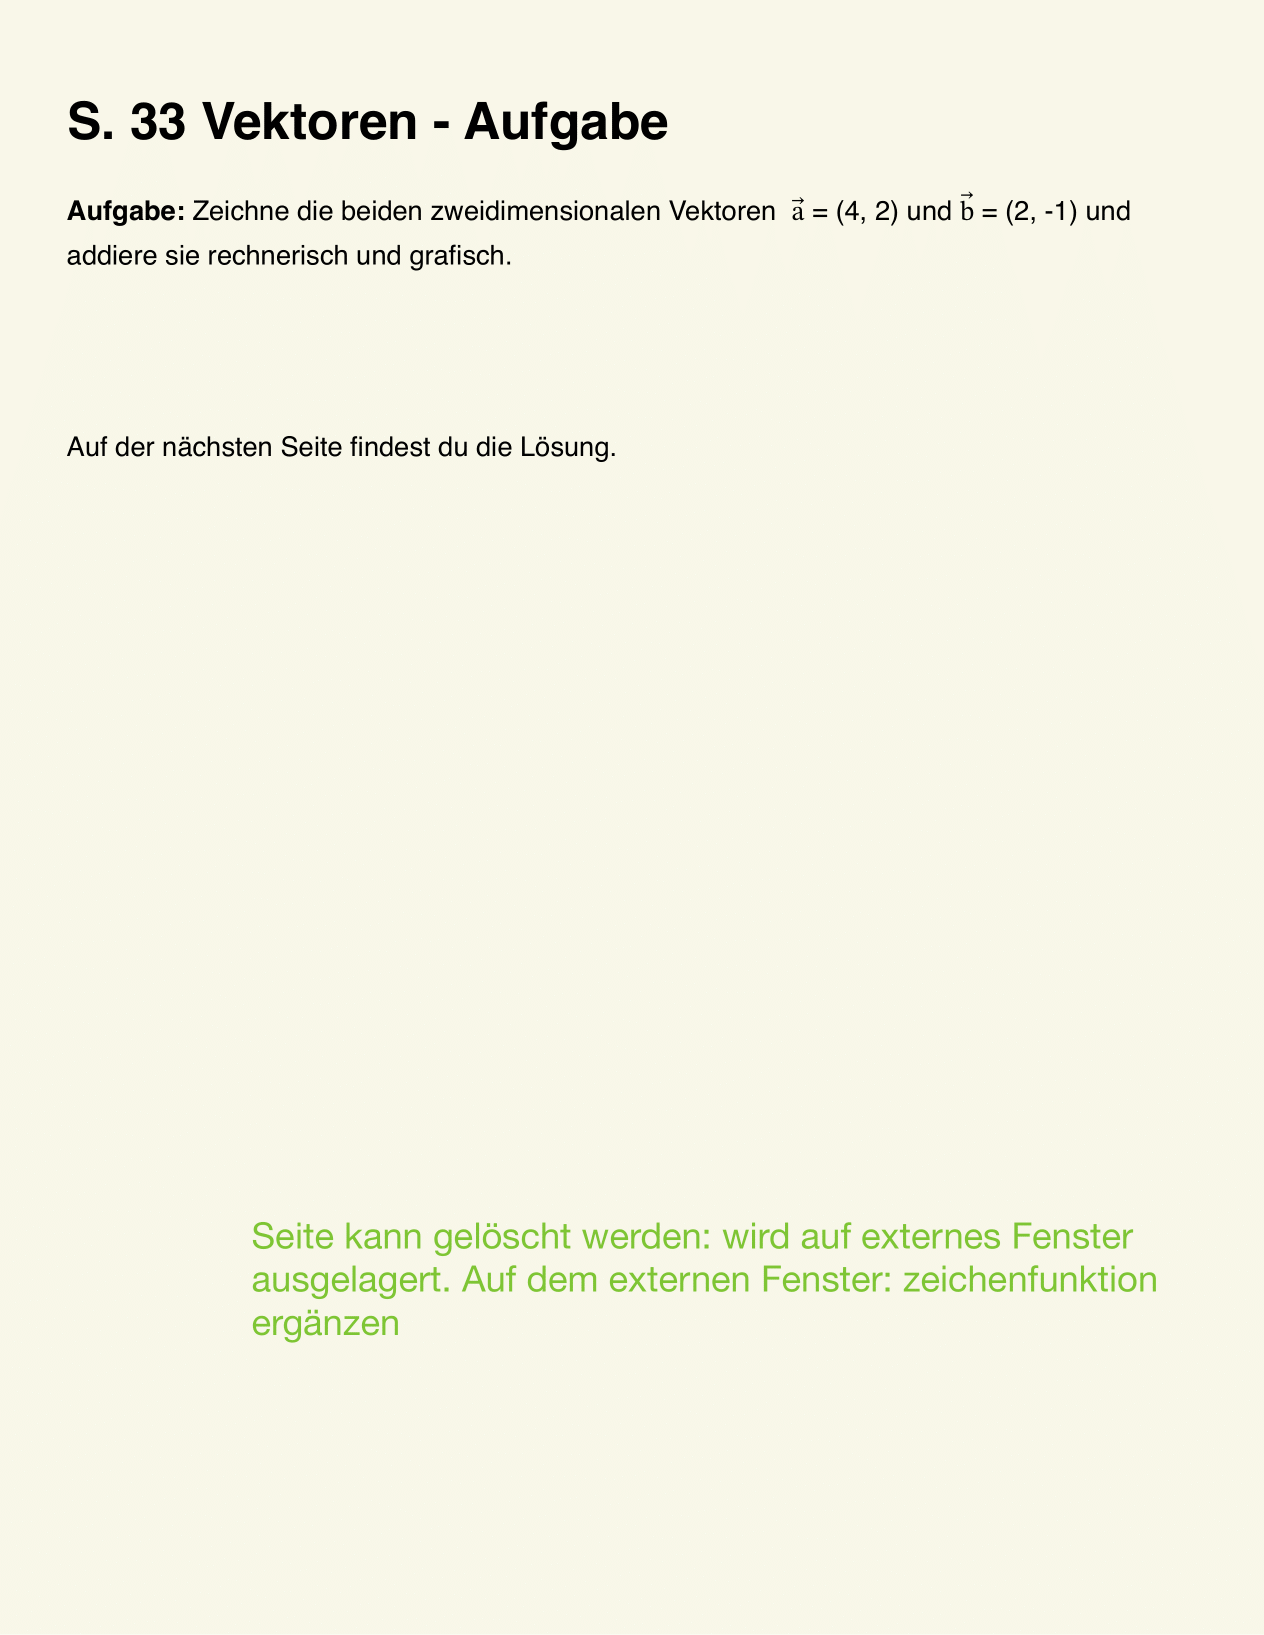 S. 33 Vektoren - Aufgabe
Aufgabe: Zeichne die beiden zweidimensionalen Vektoren a⃗ = (4, 2) und b⃗ = (2, -1) und
addiere sie rechnerisch und grafisch.
Auf der nächsten Seite findest du die Lösung.
Seite kann gelöscht werden: wird auf externes Fenster
ausgelagert. Auf dem externen Fenster: zeichenfunktion
ergänzen